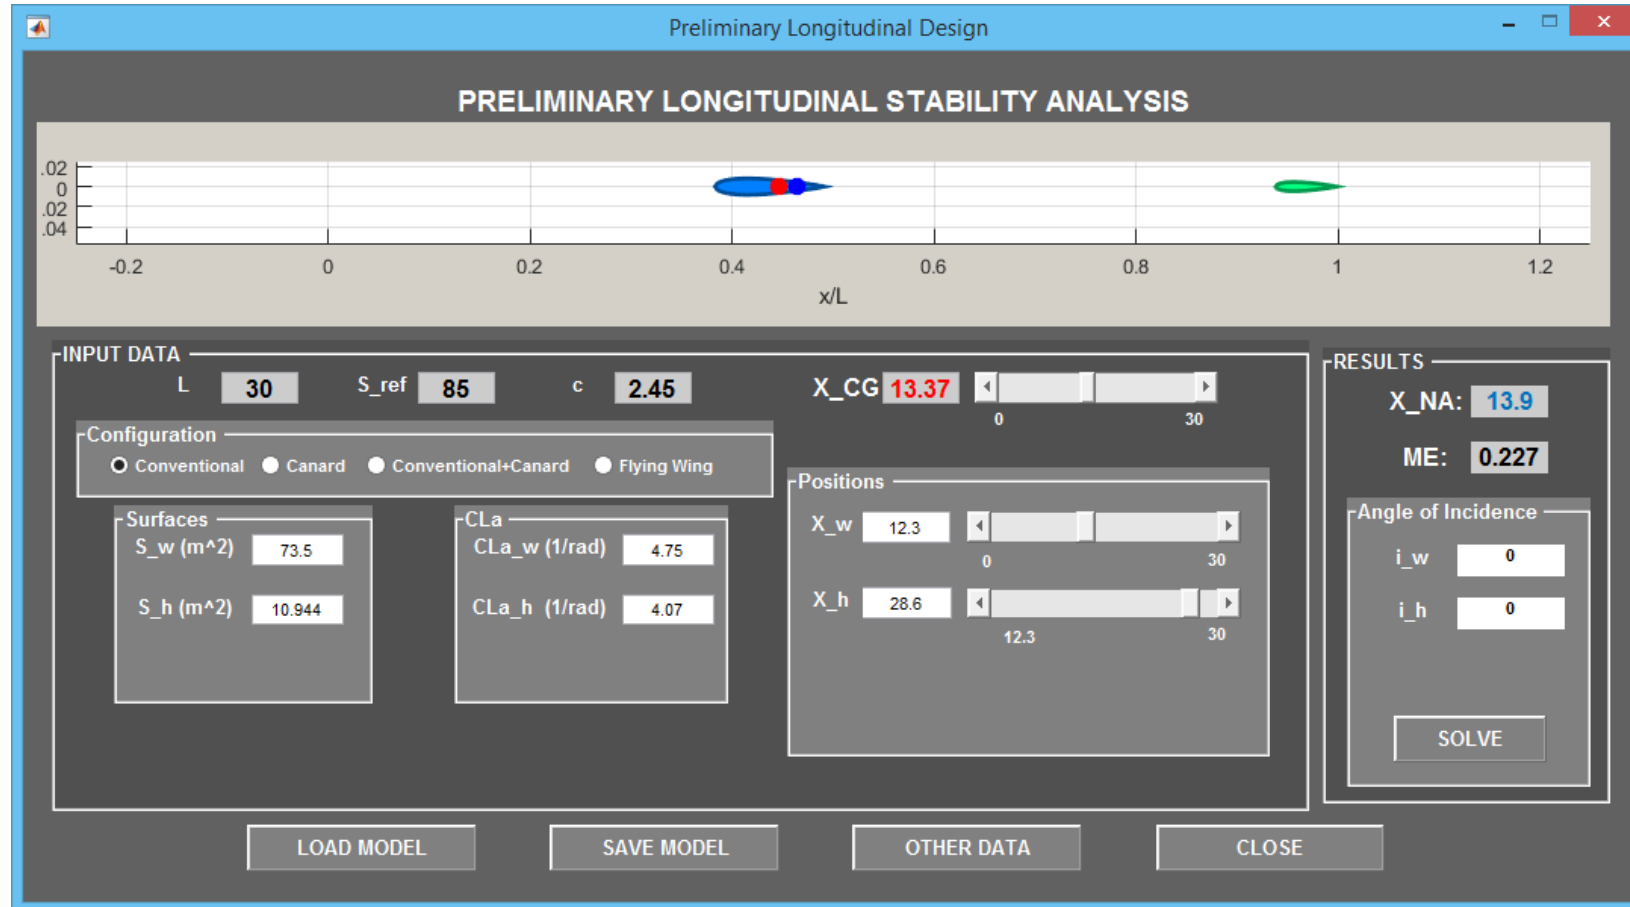 Preliminary Longitudinal Design
PRELIMINARY LONGITUDINAL STABILITY ANALYSIS
.02
0
.02
.04
-0.2 0 0.2 0.4 0.6 0.8 1 1.2
x/L
INPUT DATA
L 30 S_ref 85 c 2.45 X_CG 13.37
0 30
Configuration
Conventional Canard Conventional+Canard Flying Wing
Surfaces
S_w (m^2) 73.5
S_h (m^2) 10.944
CLa
CLa_w (1/rad) 4.75
CLa_h (1/rad) 4.07
Positions
X_w 12.3
0 30
X_h 28.6
12.3 30
RESULTS
X_NA: 13.9
ME: 0.227
Angle of Incidence
i_w 0
i_h 0
SOLVE
LOAD MODEL SAVE MODEL OTHER DATA CLOSE